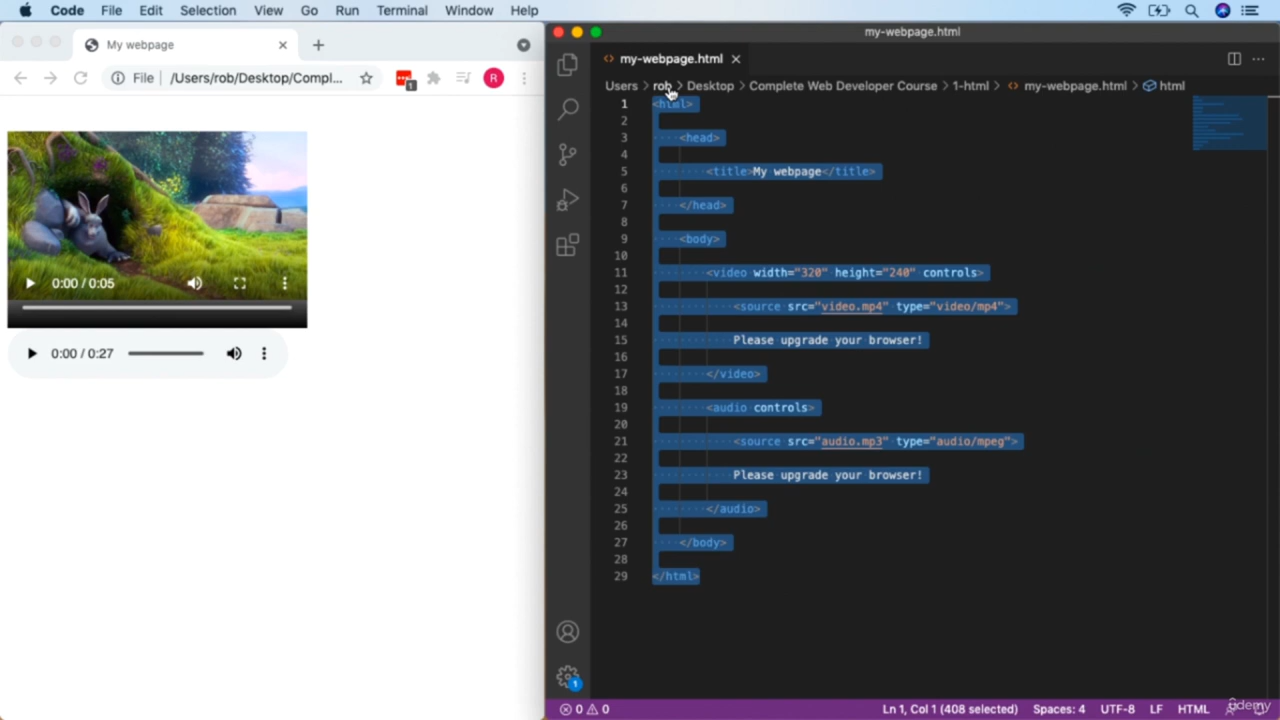 Code File Edit Selection View Go Run Terminal Window Help
My webpage
File /Users/rob/Desktop/Compl...
1
R
0:00 / 0:05
0:00 / 0:27
my-webpage.html
my-webpage.html
Users > rob > Desktop > Complete Web Developer Course > 1-html > my-webpage.html > html
1 <html>
2
3 <head>
4
5 <title>My webpage</title>
6
7 </head>
8
9 <body>
10
11 <video width="320" height="240" controls>
12
13 <source src="video.mp4" type="video/mp4">
14
15 Please upgrade your browser!
16
17 </video>
18
19 <audio controls>
20
21 <source src="audio.mp3" type="audio/mpeg">
22
23 Please upgrade your browser!
24
25 </audio>
26
27 </body>
28
29 </html>
1
0 0 Ln 1, Col 1 (408 selected) Spaces: 4 UTF-8 LF HTML
ûdemy